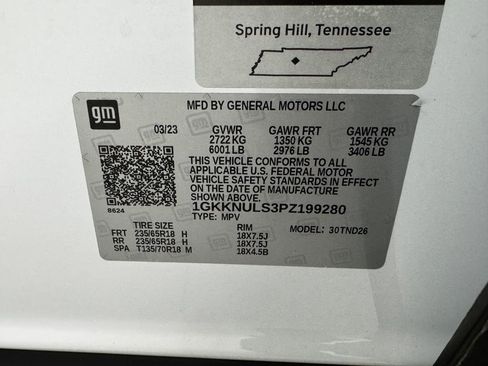 Spring Hill, Tennessee
gm
MFD BY GENERAL MOTORS LLC
03/23 GVWR GAWR FRT GAWR RR
2722 KG 1350 KG 1545 KG
6001 LB 2976 LB 3406 LB
THIS VEHICLE CONFORMS TO ALL
APPLICABLE U.S. FEDERAL MOTOR
VEHICLE SAFETY STANDARDS IN EFFECT
ON THE DATE OF MANUFACTURE
SHOWN ABOVE.
1GKKNULS3PZ199280
8624
TYPE: MPV
TIRE SIZE RIM MODEL: 30TND26
FRT 235/65R18 H 18X7.5J
RR 235/65R18 H 18X7.5J
SPA T135/70R18 M 18X4.5B